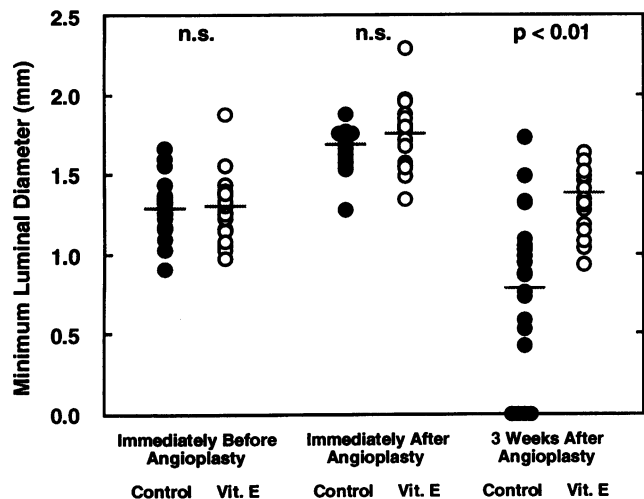 2.5
n.s.
n.s.
p < 0.01
2.0
1.5
1.0
0.5
0.0
Minimum Luminal Diameter (mm)
Immediately Before
Angioplasty
Immediately After
Angioplasty
3 Weeks After
Angioplasty
Control Vit. E
Control Vit. E
Control Vit. E